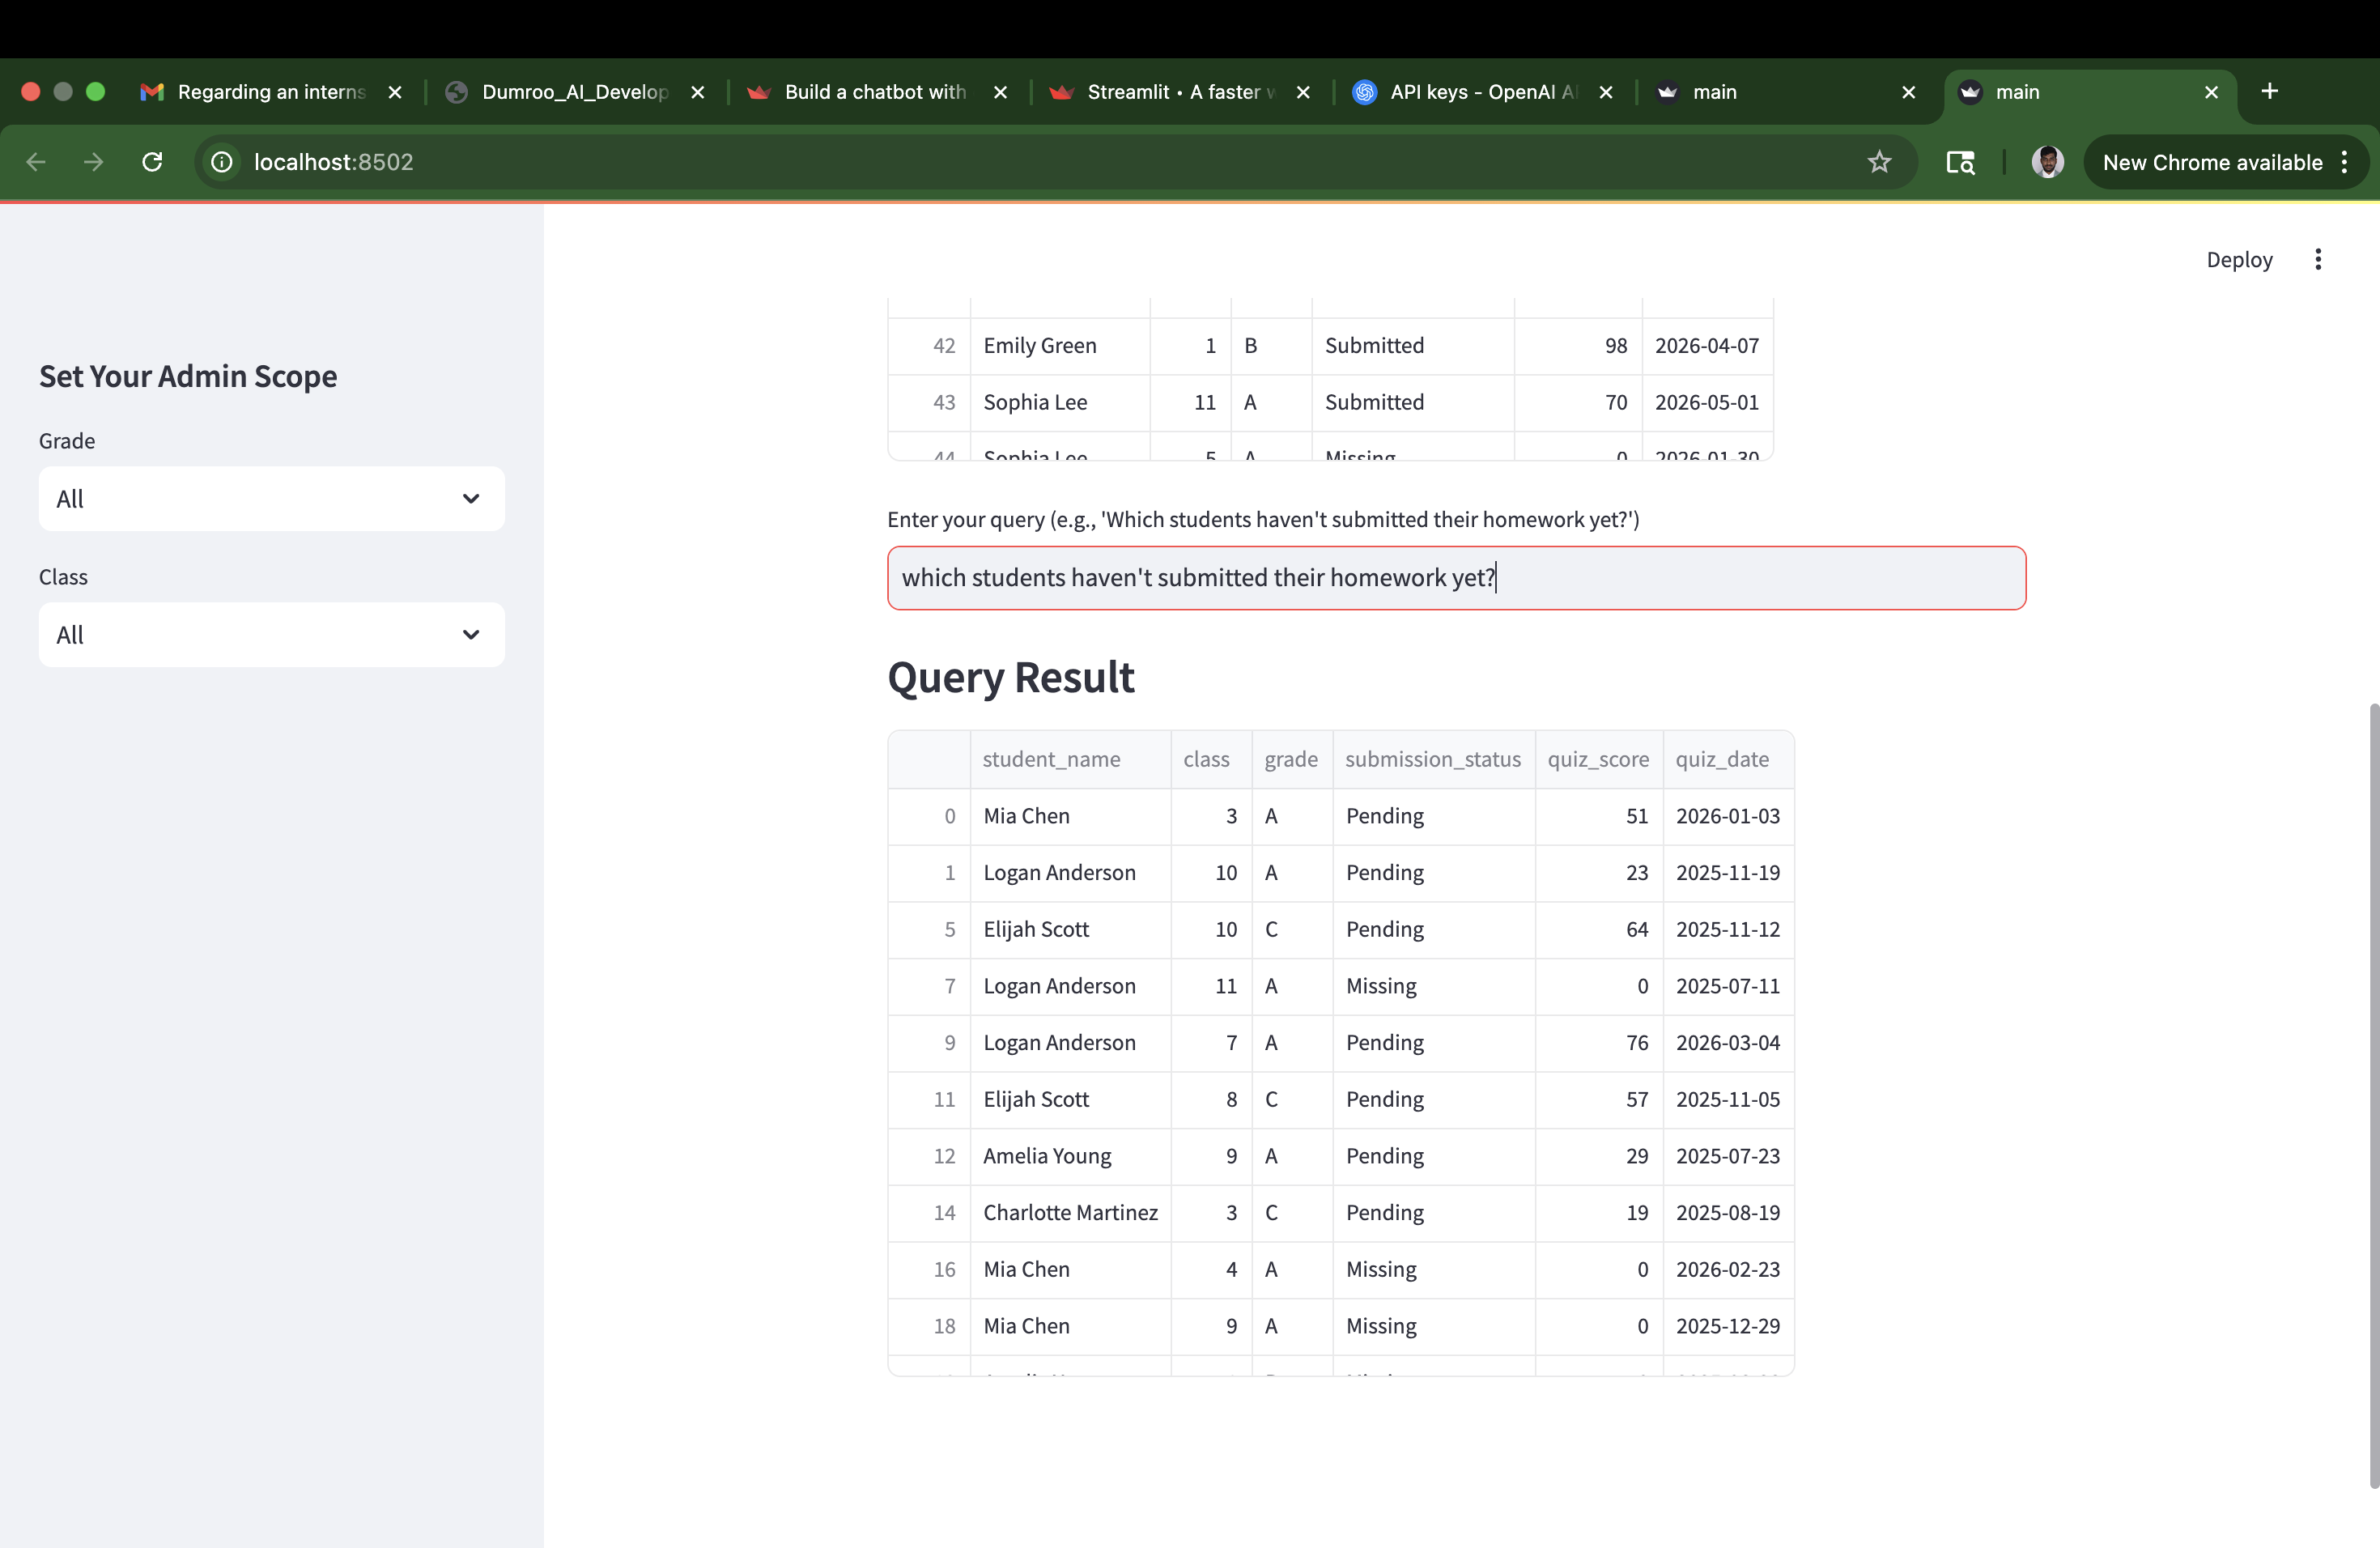 Regarding an interns
Dumroo_AI_Develop
Build a chatbot with
Streamlit • A faster w
API keys - OpenAI AI
main
main
localhost:8502
New Chrome available
Deploy
Set Your Admin Scope
Grade
All
Class
All
42 Emily Green 1 B Submitted 98 2026-04-07
43 Sophia Lee 11 A Submitted 70 2026-05-01
44 Sophia Lee 5 A Missing 0 2026-01-30
Enter your query (e.g., 'Which students haven't submitted their homework yet?')
which students haven't submitted their homework yet?
Query Result
student_name class grade submission_status quiz_score quiz_date
0 Mia Chen 3 A Pending 51 2026-01-03
1 Logan Anderson 10 A Pending 23 2025-11-19
5 Elijah Scott 10 C Pending 64 2025-11-12
7 Logan Anderson 11 A Missing 0 2025-07-11
9 Logan Anderson 7 A Pending 76 2026-03-04
11 Elijah Scott 8 C Pending 57 2025-11-05
12 Amelia Young 9 A Pending 29 2025-07-23
14 Charlotte Martinez 3 C Pending 19 2025-08-19
16 Mia Chen 4 A Missing 0 2026-02-23
18 Mia Chen 9 A Missing 0 2025-12-29